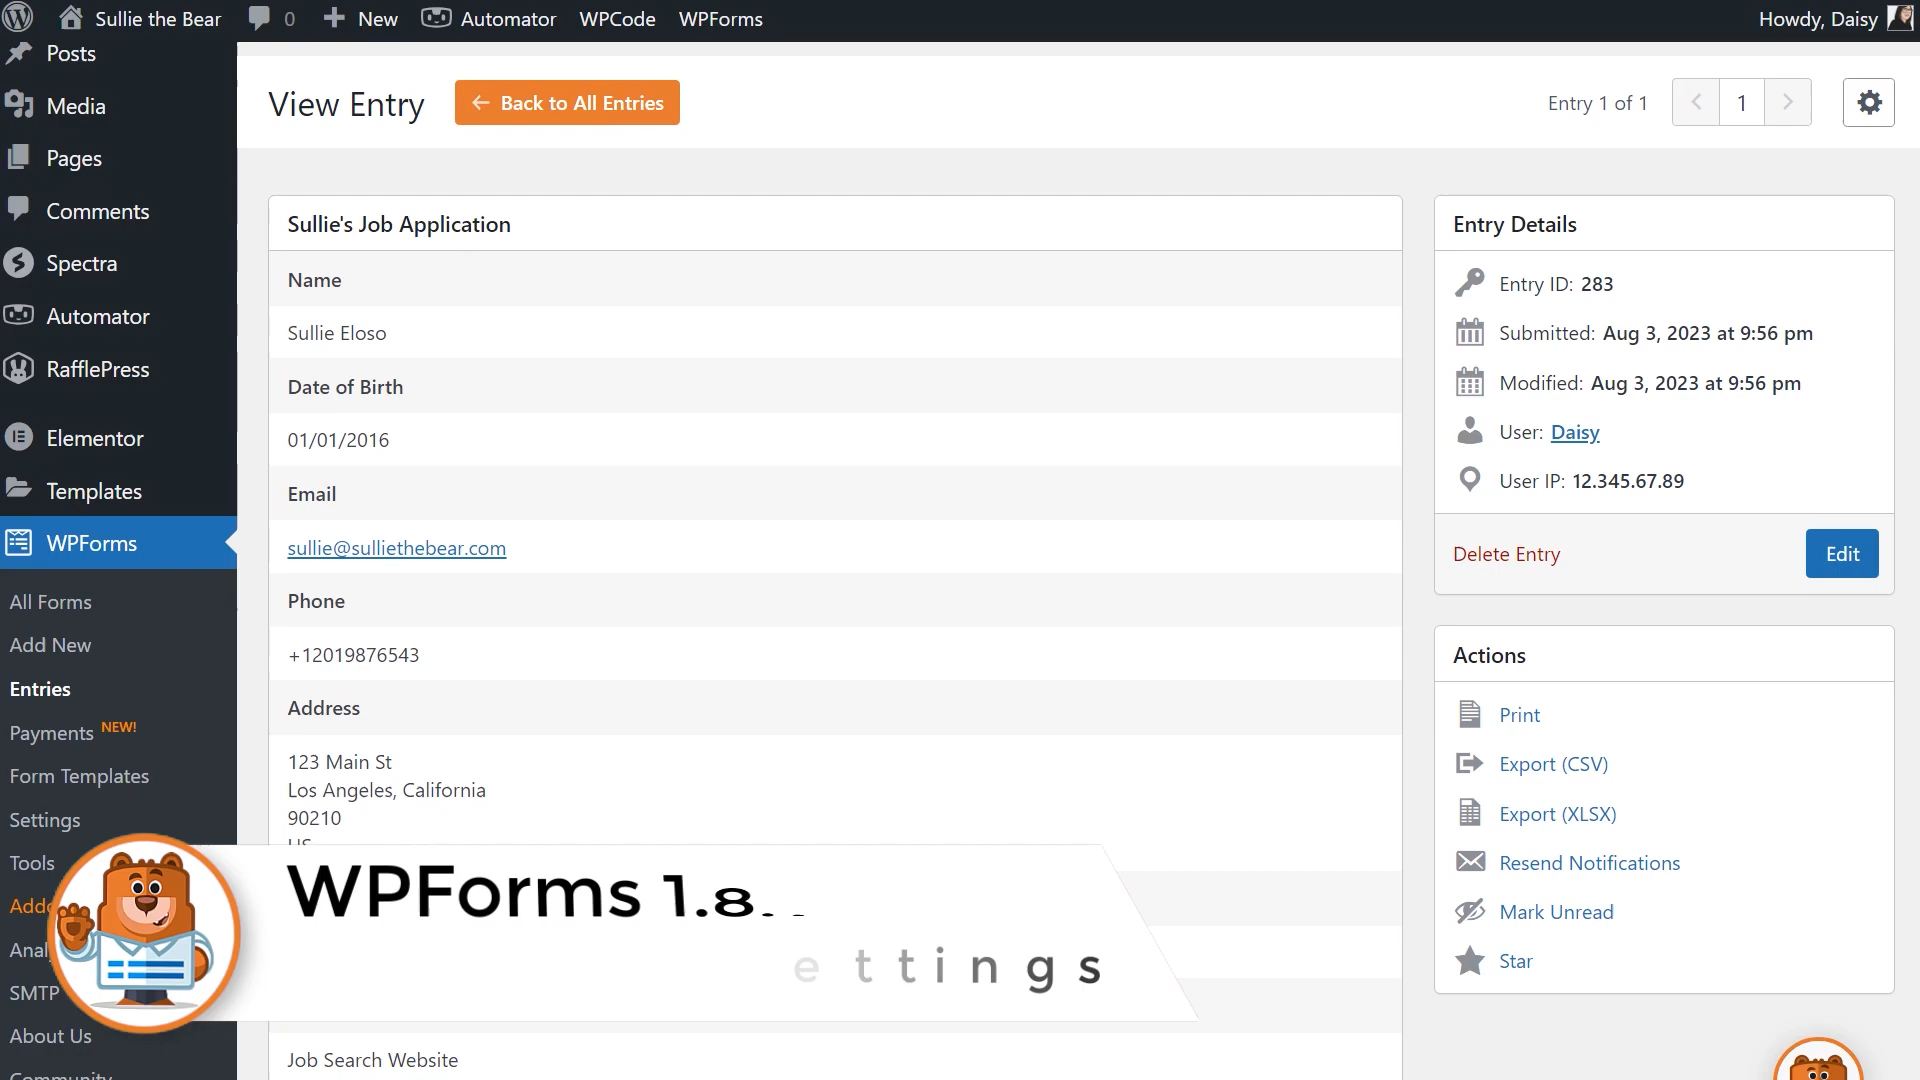 Sullie the Bear
0
New
Automator
WPCode
WPForms
Howdy, Daisy
Posts
Media
Pages
Comments
Spectra
Automator
RafflePress
Elementor
Templates
WPForms
All Forms
Add New
Entries
Payments NEW!
Form Templates
Settings
Tools
SMTP
About Us
View Entry
Back to All Entries
Entry 1 of 1
1
Sullie's Job Application
Name
Sullie Eloso
Date of Birth
01/01/2016
Email
sullie@sulliethebear.com
Phone
+12019876543
Address
123 Main St
Los Angeles, California
90210
US
WPForms 1.8.
ettings
Job Search Website
Entry Details
Entry ID: 283
Submitted: Aug 3, 2023 at 9:56 pm
Modified: Aug 3, 2023 at 9:56 pm
User: Daisy
User IP: 12.345.67.89
Delete Entry
Edit
Actions
Print
Export (CSV)
Export (XLSX)
Resend Notifications
Mark Unread
Star